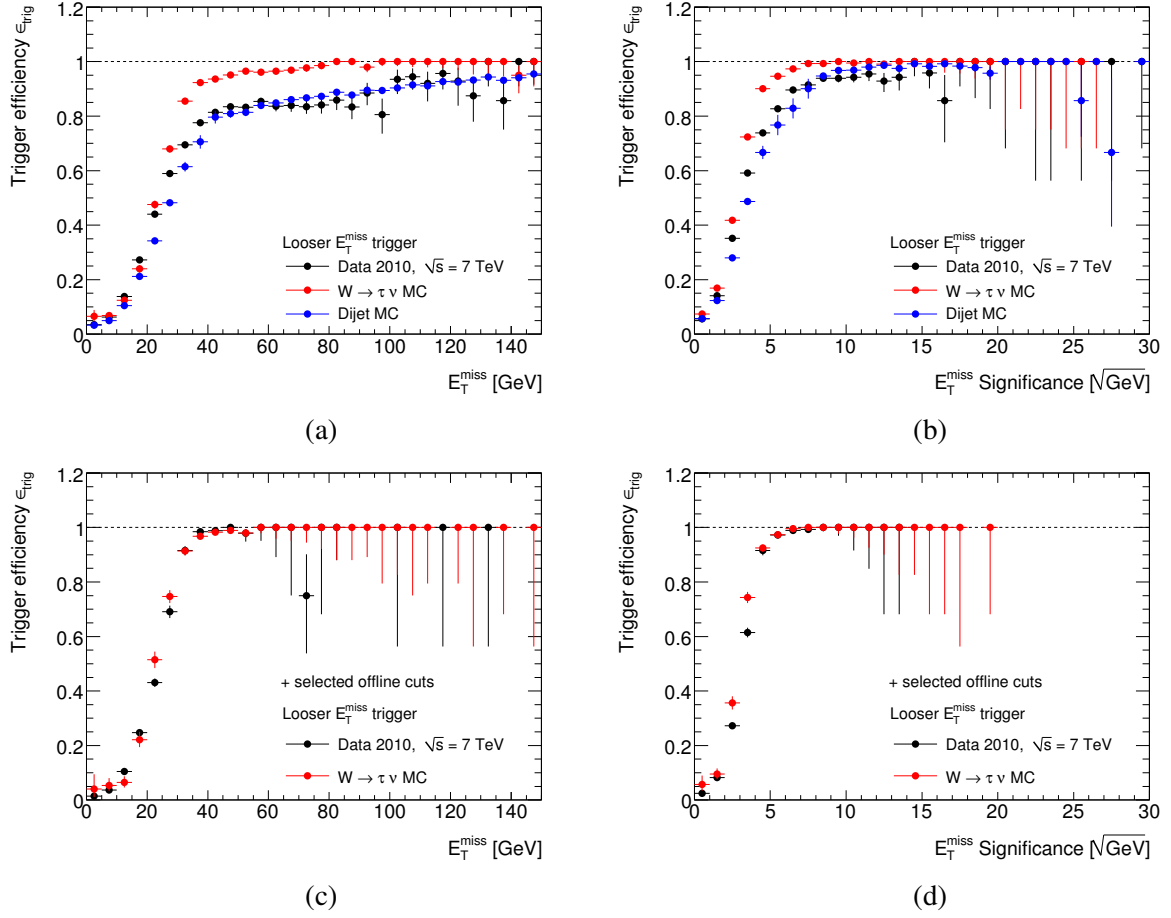 1.2
1
0.8
0.6
0.4
0.2
0
Trigger efficiency ε_trig
Looser E_T^miss trigger
Data 2010, √s = 7 TeV
W → τ ν MC
Dijet MC
0 20 40 60 80 100 120 140
E_T^miss [GeV]
(a)
1.2
1
0.8
0.6
0.4
0.2
0
Trigger efficiency ε_trig
Looser E_T^miss trigger
Data 2010, √s = 7 TeV
W → τ ν MC
Dijet MC
0 5 10 15 20 25 30
E_T^miss Significance [√GeV]
(b)
1.2
1
0.8
0.6
0.4
0.2
0
Trigger efficiency ε_trig
+ selected offline cuts
Looser E_T^miss trigger
Data 2010, √s = 7 TeV
W → τ ν MC
0 20 40 60 80 100 120 140
E_T^miss [GeV]
(c)
1.2
1
0.8
0.6
0.4
0.2
0
Trigger efficiency ε_trig
+ selected offline cuts
Looser E_T^miss trigger
Data 2010, √s = 7 TeV
W → τ ν MC
0 5 10 15 20 25 30
E_T^miss Significance [√GeV]
(d)